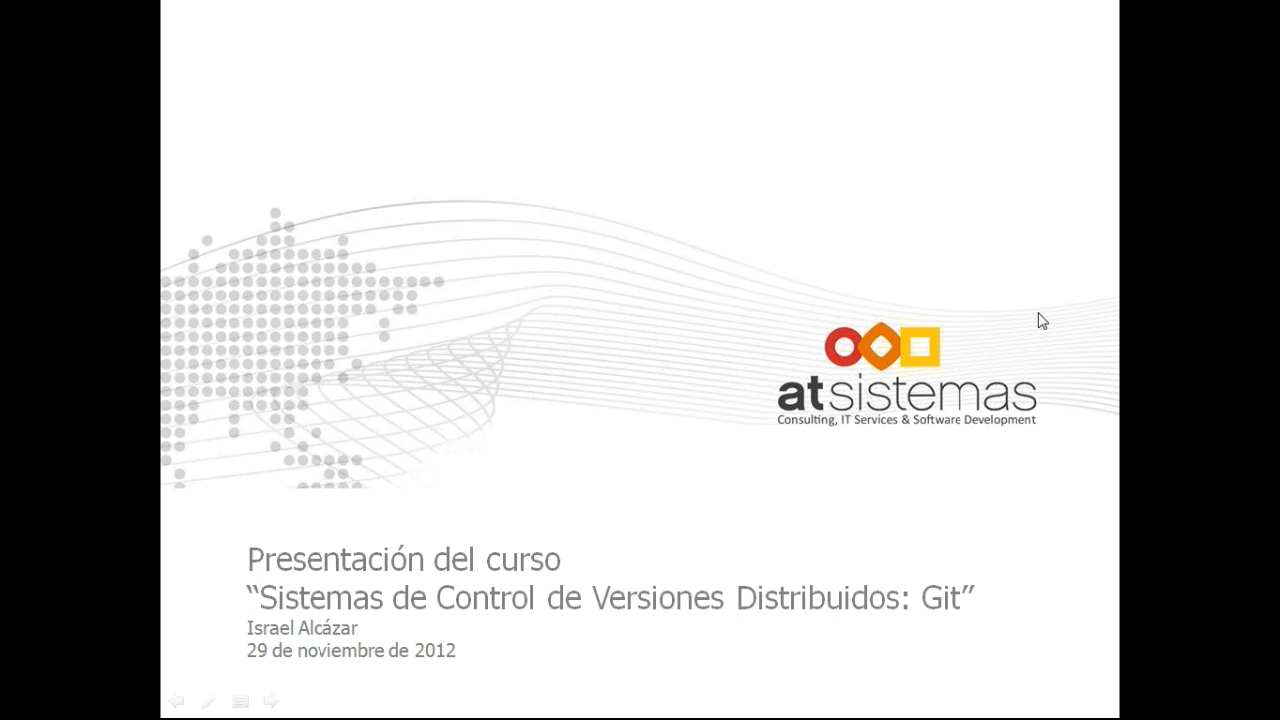 atsistemas
Consulting, IT Services & Software Development
Presentación del curso
“Sistemas de Control de Versiones Distribuidos: Git”
Israel Alcázar
29 de noviembre de 2012